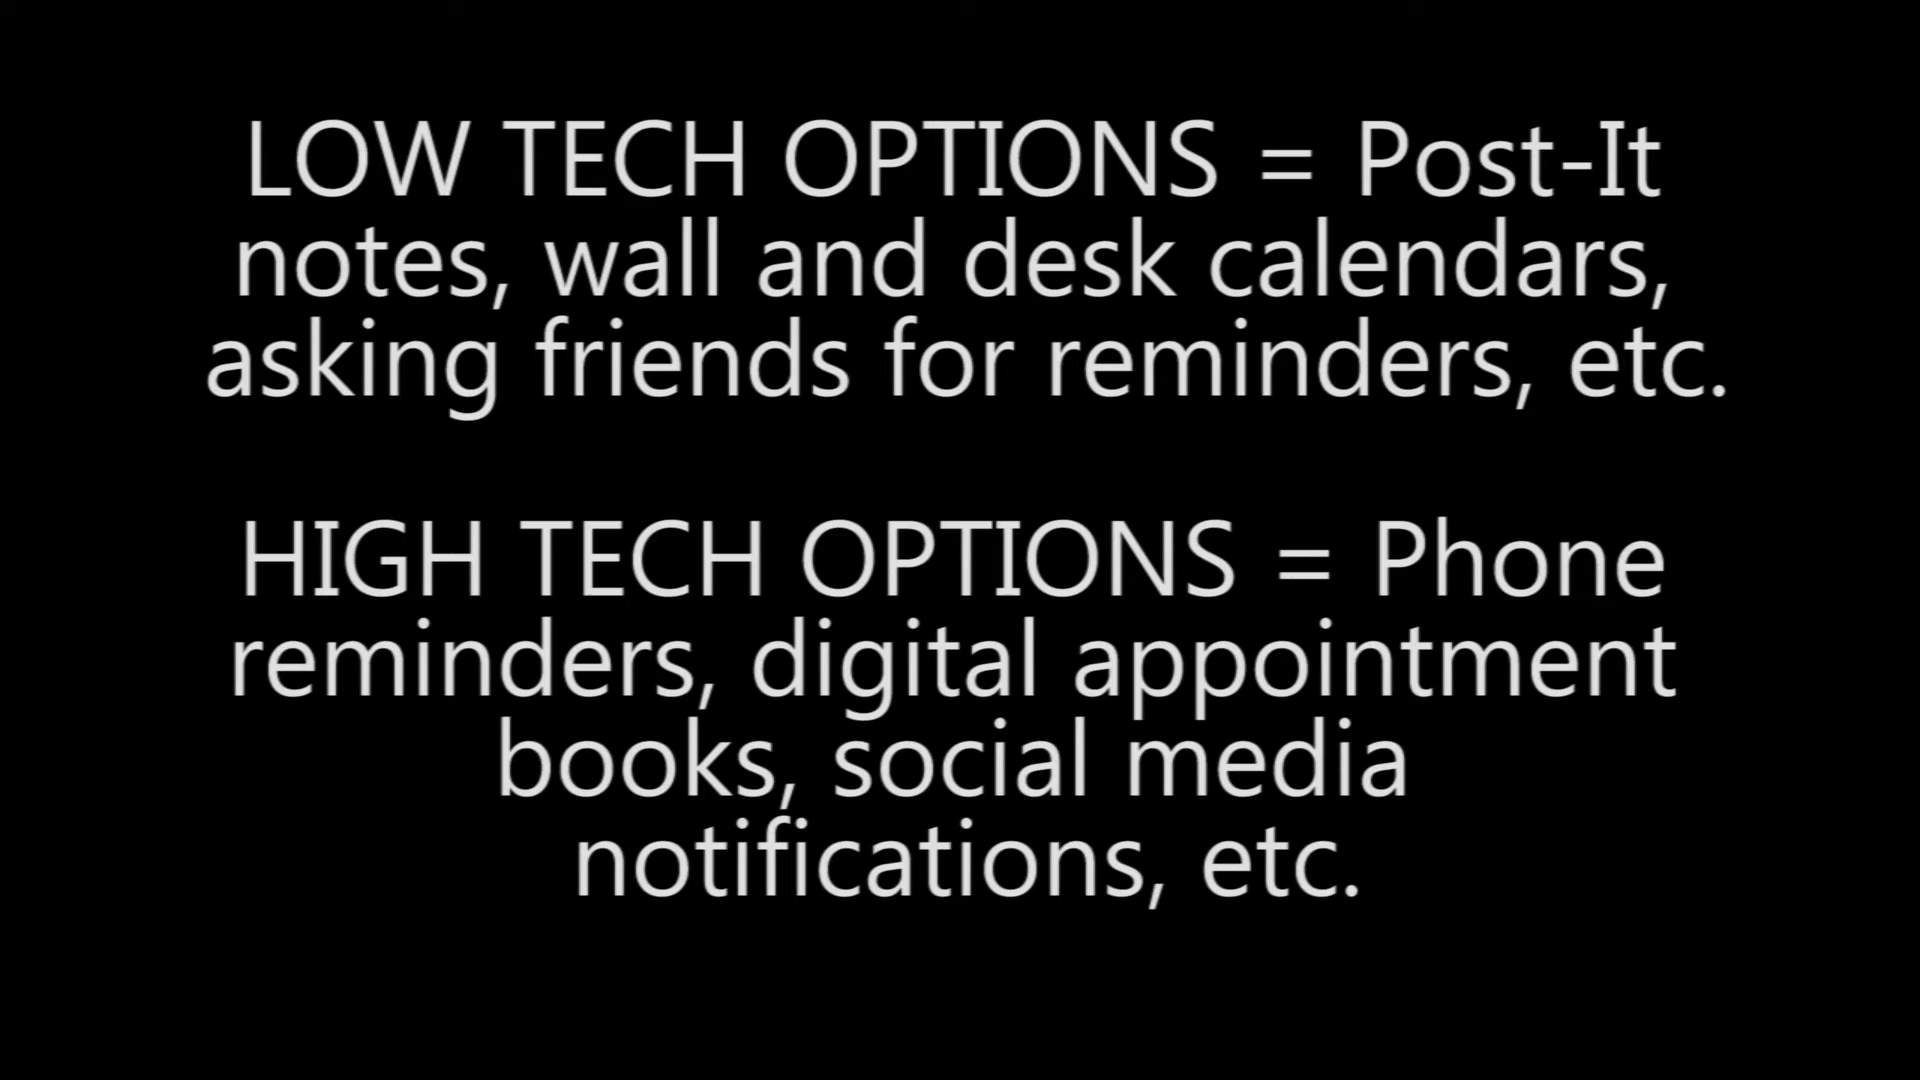 LOW TECH OPTIONS = Post-It
notes, wall and desk calendars,
asking friends for reminders, etc.
HIGH TECH OPTIONS = Phone
reminders, digital appointment
books, social media
notifications, etc.